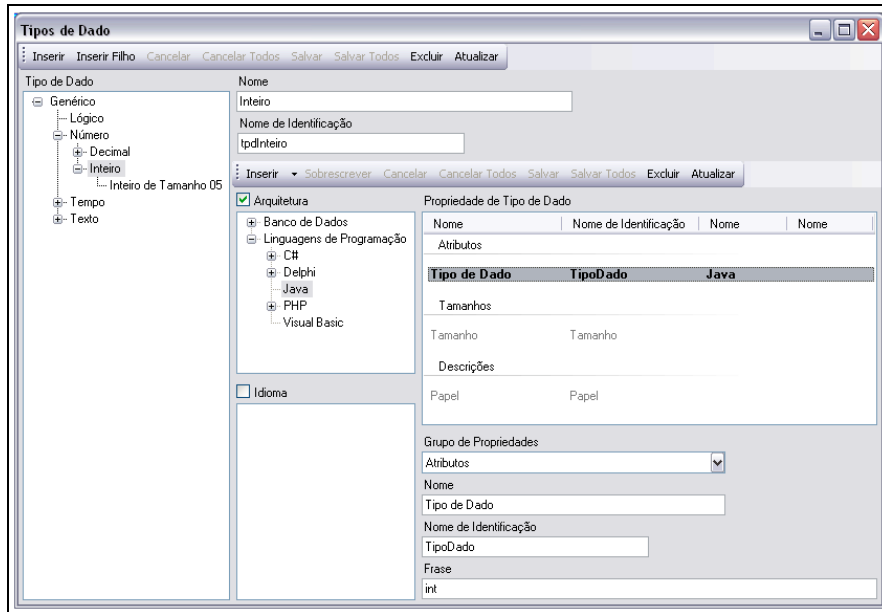 Tipos de Dado
Inserir Inserir Filho Cancelar Cancelar Todos Salvar Salvar Todos Excluir Atualizar
Tipo de Dado
Genérico
Lógico
Número
Decimal
Inteiro
Inteiro de Tamanho 05
Tempo
Texto
Nome
Inteiro
Nome de Identificação
tpdInteiro
Inserir Sobrescrever Cancelar Cancelar Todos Salvar Salvar Todos Excluir Atualizar
Arquitetura
Banco de Dados
Linguagens de Programação
C#
Delphi
Java
PHP
Visual Basic
Idioma
Propriedade de Tipo de Dado
Nome Nome de Identificação Nome Nome
Atributos
Tipo de Dado TipoDado Java
Tamanhos
Tamanho Tamanho
Descrições
Papel Papel
Grupo de Propriedades
Atributos
Nome
Tipo de Dado
Nome de Identificação
TipoDado
Frase
int